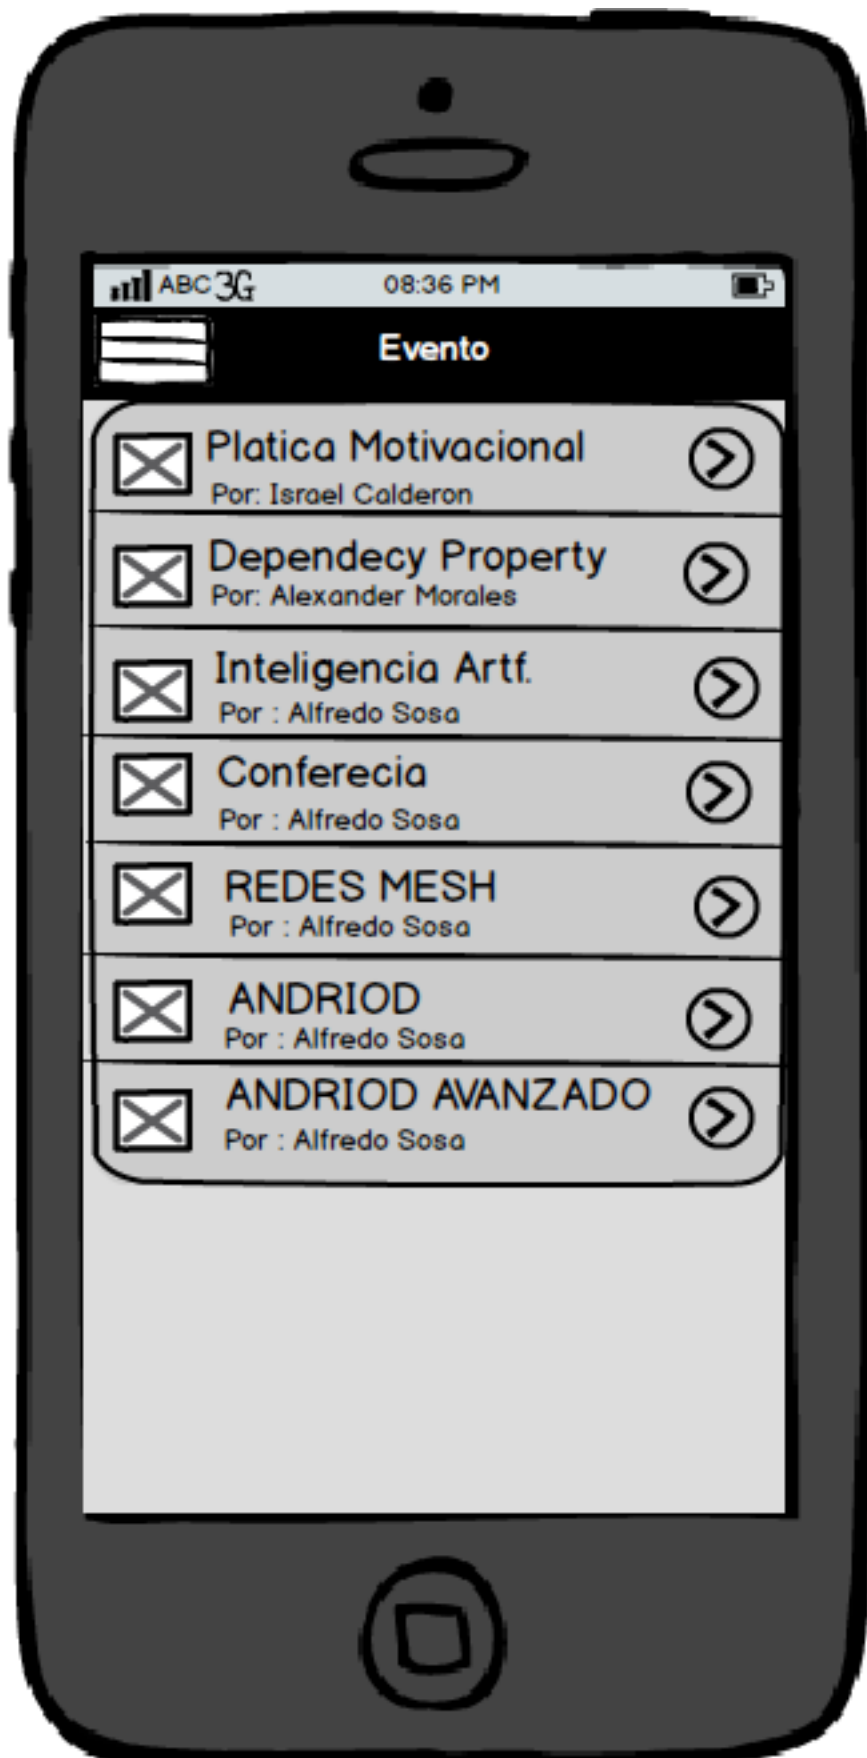 ABC 3G 08:36 PM
Evento
Platica Motivacional
Por: Israel Calderon
Dependecy Property
Por: Alexander Morales
Inteligencia Artf.
Por : Alfredo Sosa
Conferecia
Por : Alfredo Sosa
REDES MESH
Por : Alfredo Sosa
ANDRIOD
Por : Alfredo Sosa
ANDRIOD AVANZADO
Por : Alfredo Sosa